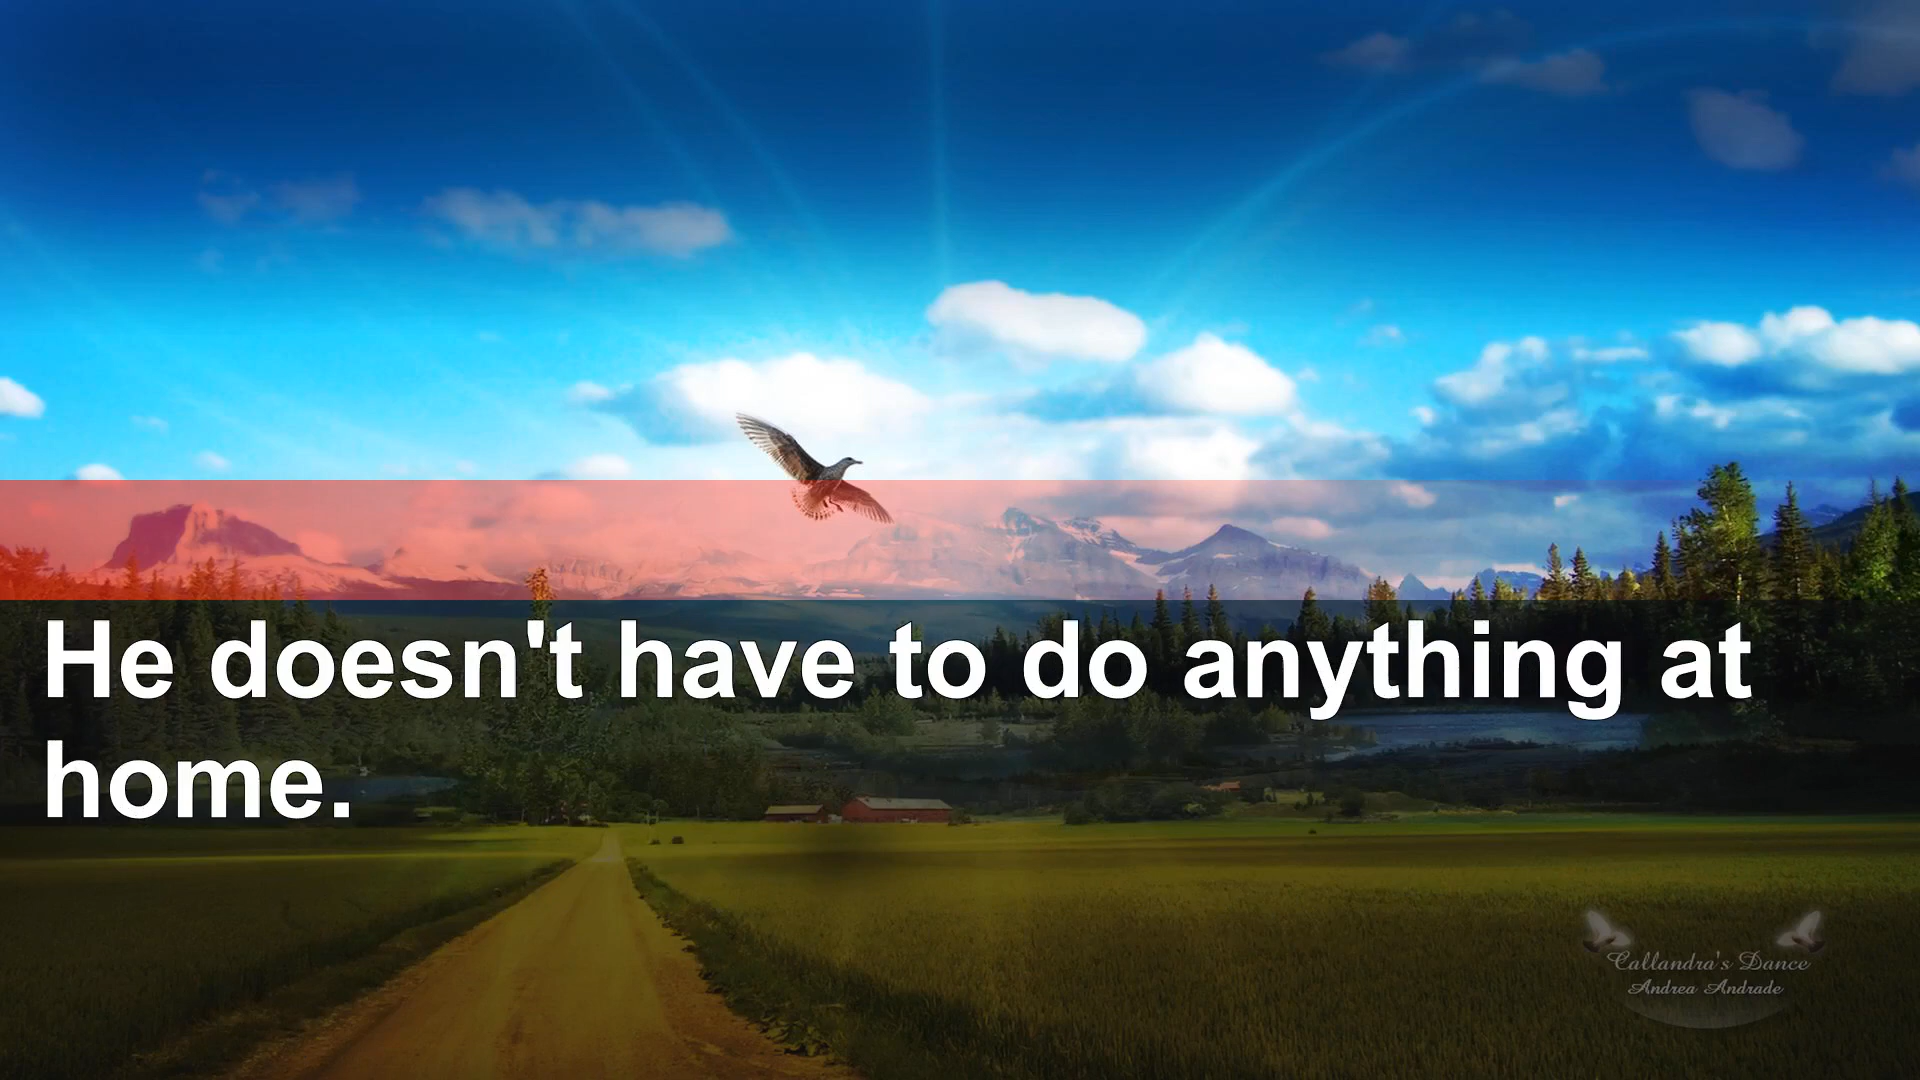 He doesn't have to do anything at
home.
Callandra's Dance
Andrea Andrade